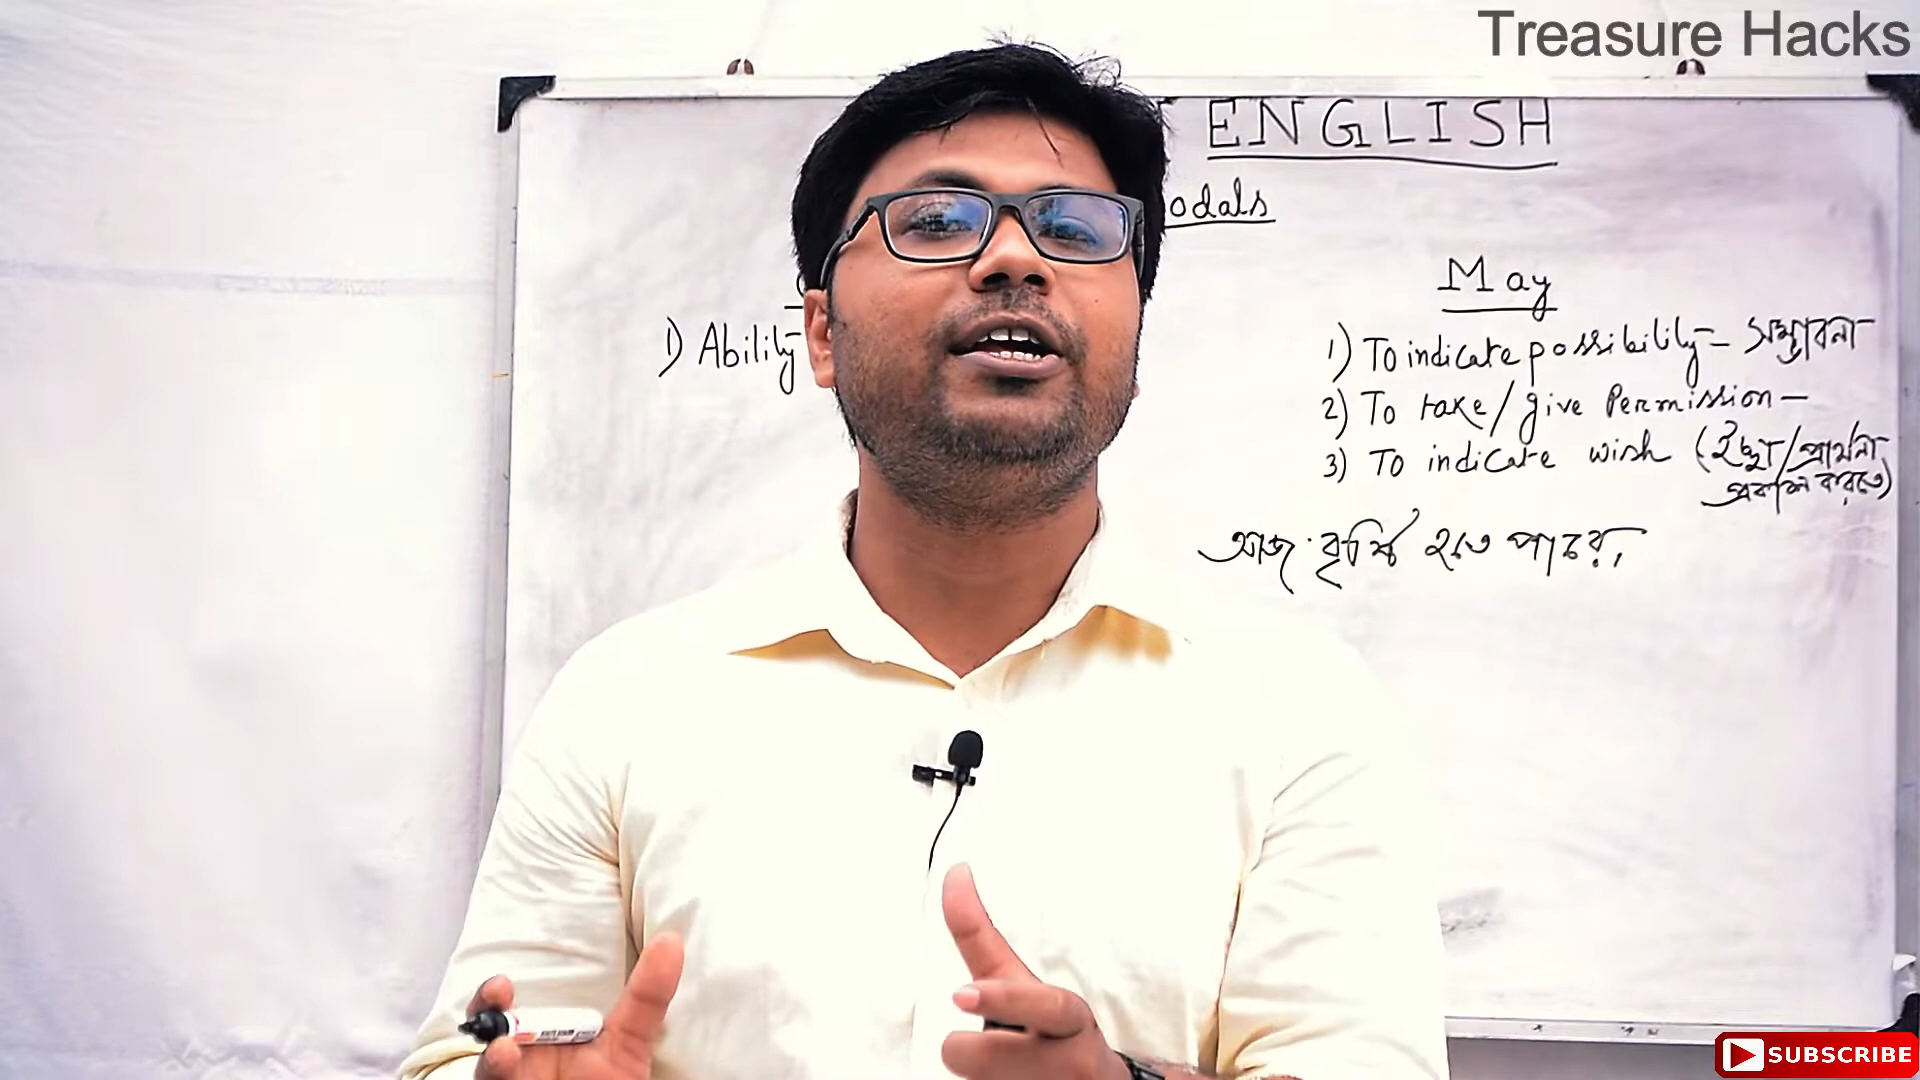 Treasure Hacks
ENGLISH
odals
May
1) Ability
1) To indicate possibility - সম্ভাবনা
2) To take/give Permission -
3) To indicate wish (ইচ্ছা/প্রার্থনা
প্রকাশ করতে)
আজ বৃষ্টি হতে পারে,
SUBSCRIBE